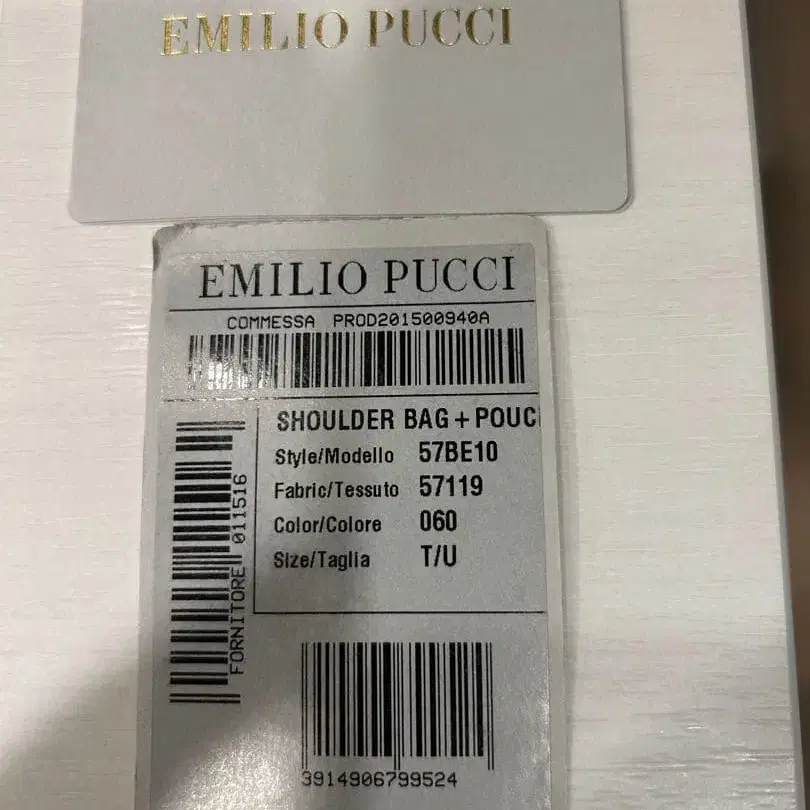 EMILIO PUCCI
EMILIO PUCCI
COMMESSA PROD201500940A
SHOULDER BAG+POUC
Style/Modello 57BE10
Fabric/Tessuto 57119
Color/Colore 060
Size/Taglia T/U
FORNITORE 011516
3914906799524